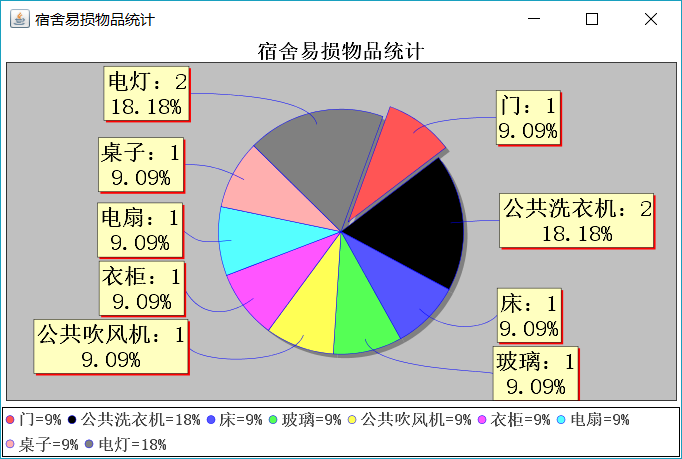 宿舍易损物品统计
宿舍易损物品统计
电灯: 2
18.18%
门: 1
9.09%
桌子: 1
9.09%
公共洗衣机: 2
18.18%
电扇: 1
9.09%
衣柜: 1
9.09%
床: 1
9.09%
公共吹风机: 1
9.09%
玻璃: 1
9.09%
门=9% 公共洗衣机=18% 床=9% 玻璃=9% 公共吹风机=9% 衣柜=9% 电扇=9%
桌子=9% 电灯=18%